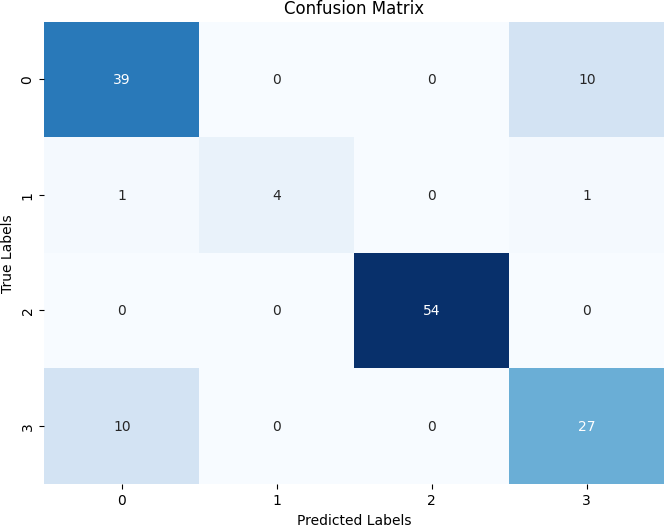 Confusion Matrix
True Labels
0
39 0 0 10
1
1 4 0 1
2
0 0 54 0
3
10 0 0 27
0 1 2 3
Predicted Labels